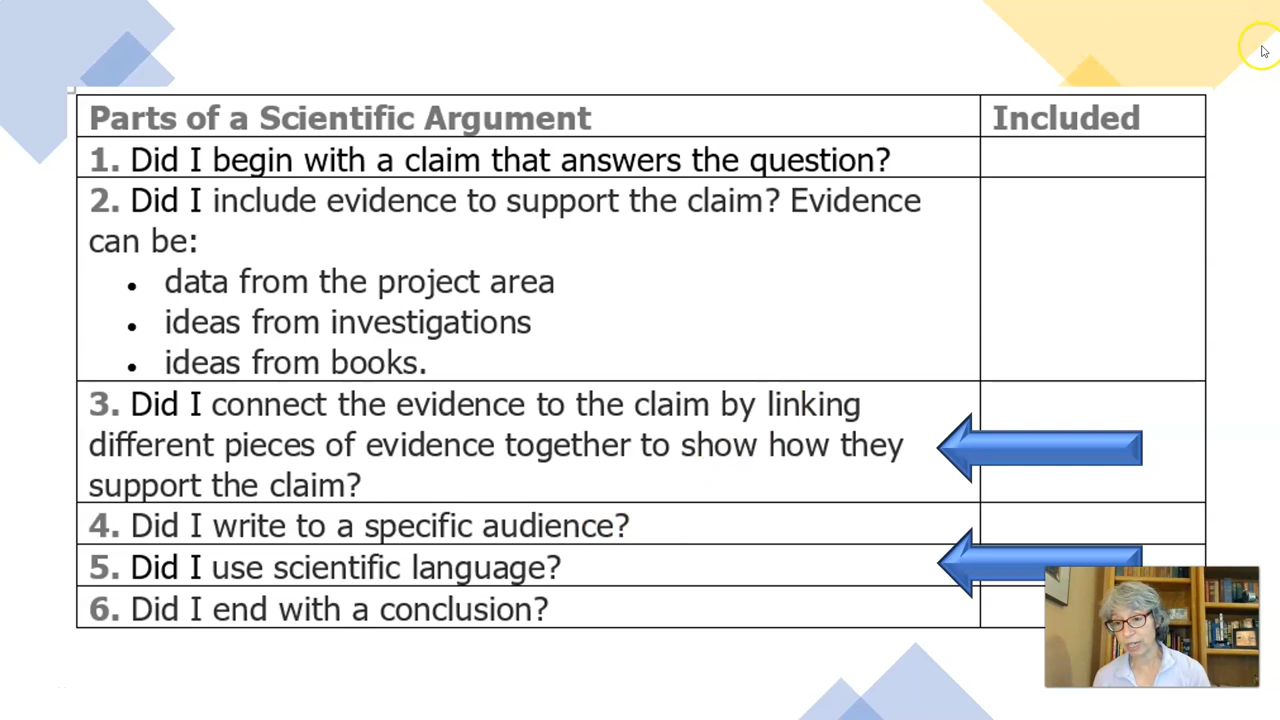 Parts of a Scientific Argument Included
1. Did I begin with a claim that answers the question?
2. Did I include evidence to support the claim? Evidence
can be:
• data from the project area
• ideas from investigations
• ideas from books.
3. Did I connect the evidence to the claim by linking
different pieces of evidence together to show how they
support the claim?
4. Did I write to a specific audience?
5. Did I use scientific language?
6. Did I end with a conclusion?